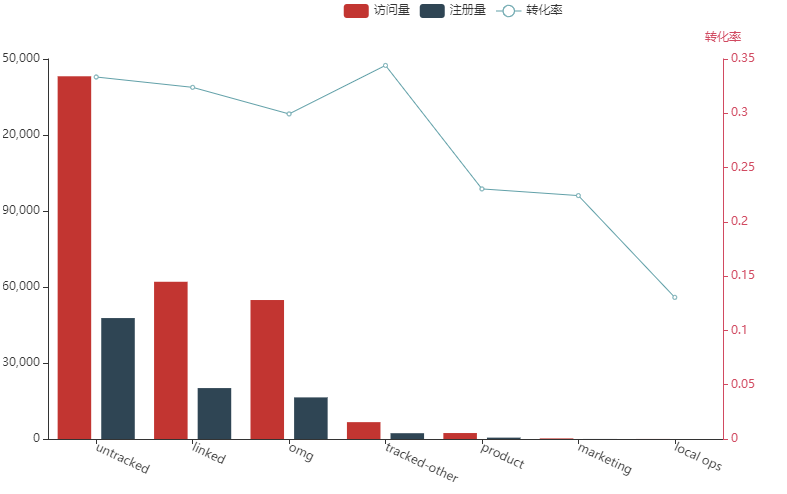 访问量 注册量 转化率
转化率
50,000
20,000
90,000
60,000
30,000
0
0.35
0.3
0.25
0.2
0.15
0.1
0.05
0
untracked
linked
omg
tracked-other
product
marketing
local ops